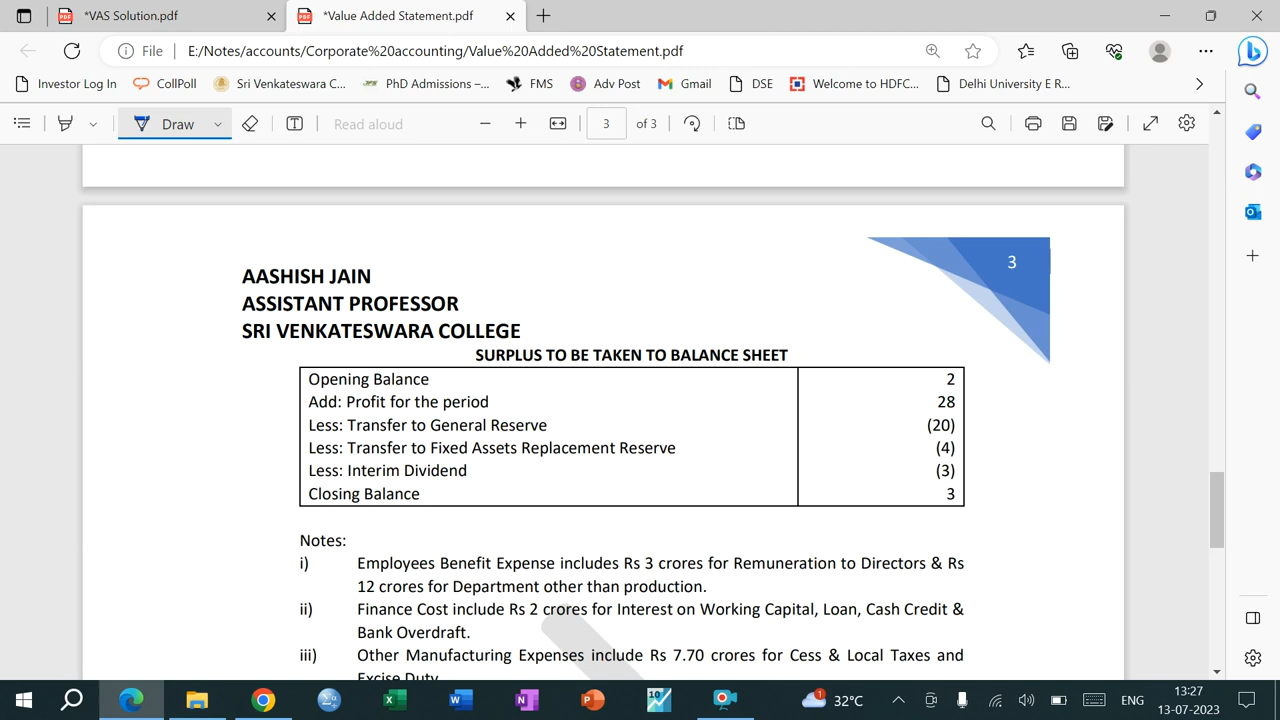 *VAS Solution.pdf
*Value Added Statement.pdf
File
E:/Notes/accounts/Corporate%20accounting/Value%20Added%20Statement.pdf
Investor Log In
CollPoll
Sri Venkateswara C...
PhD Admissions –...
FMS
Adv Post
Gmail
DSE
Welcome to HDFC...
Delhi University E R...
Draw
Read aloud
3
of 3
3
AASHISH JAIN
ASSISTANT PROFESSOR
SRI VENKATESWARA COLLEGE
SURPLUS TO BE TAKEN TO BALANCE SHEET
Opening Balance 2
Add: Profit for the period 28
Less: Transfer to General Reserve (20)
Less: Transfer to Fixed Assets Replacement Reserve (4)
Less: Interim Dividend (3)
Closing Balance 3
Notes:
i) Employees Benefit Expense includes Rs 3 crores for Remuneration to Directors & Rs
12 crores for Department other than production.
ii) Finance Cost include Rs 2 crores for Interest on Working Capital, Loan, Cash Credit &
Bank Overdraft.
iii) Other Manufacturing Expenses include Rs 7.70 crores for Cess & Local Taxes and
Excise Duty
1
32°C
ENG
13:27
13-07-2023